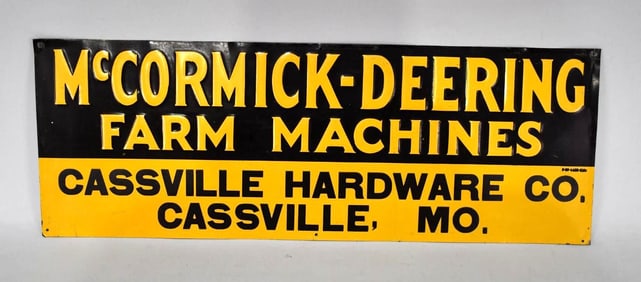 McCORMICK-DEERING
FARM MACHINES
CASSVILLE HARDWARE CO.
CASSVILLE, MO.